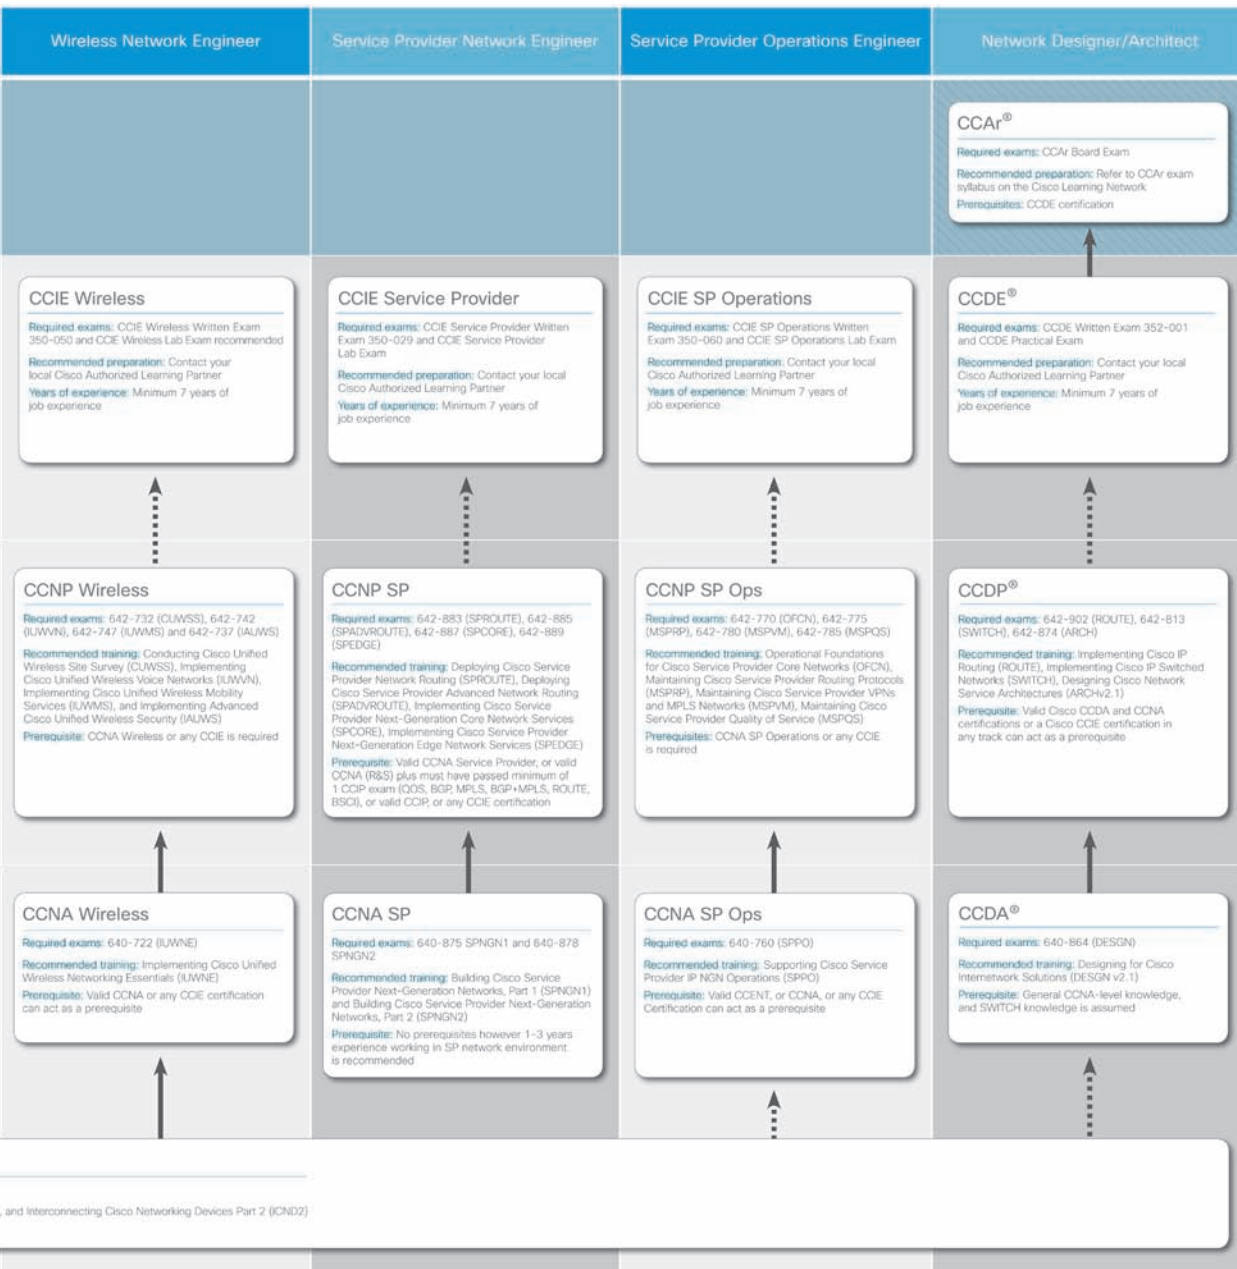 Wireless Network Engineer
Service Provider Network Engineer
Service Provider Operations Engineer
Network Designer/Architect
CCAr®
Required exams: CCAr Board Exam
Recommended preparation: Refer to CCAr exam
syllabus on the Cisco Learning Network
Prerequisites: CCDE certification
CCIE Wireless
Required exams: CCIE Wireless Written Exam
350-050 and CCIE Wireless Lab Exam recommended
Recommended preparation: Contact your
local Cisco Authorized Learning Partner
Years of experience: Minimum 7 years of
job experience
CCIE Service Provider
Required exams: CCIE Service Provider Written
Exam 350-029 and CCIE Service Provider
Lab Exam
Recommended preparation: Contact your local
Cisco Authorized Learning Partner
Years of experience: Minimum 7 years of
job experience
CCIE SP Operations
Required exams: CCIE SP Operations Written
Exam 350-060 and CCIE SP Operations Lab Exam
Recommended preparation: Contact your local
Cisco Authorized Learning Partner
Years of experience: Minimum 7 years of
job experience
CCDE®
Required exams: CCDE Written Exam 352-001
and CCDE Practical Exam
Recommended preparation: Contact your local
Cisco Authorized Learning Partner
Years of experience: Minimum 7 years of
job experience
CCNP Wireless
Required exams: 642-732 (CUWSS), 642-742
(IUWVN), 642-747 (IUWMS) and 642-737 (IAUWS)
Recommended training: Conducting Cisco Unified
Wireless Site Survey (CUWSS), Implementing
Cisco Unified Wireless Voice Networks (IUWVN),
Implementing Cisco Unified Wireless Mobility
Services (IUWMS), and Implementing Advanced
Cisco Unified Wireless Security (IAUWS)
Prerequisite: CCNA Wireless or any CCIE is required
CCNP SP
Required exams: 642-883 (SPROUTE), 642-885
(SPADVROUTE), 642-887 (SPCORE), 642-889
(SPEDGE)
Recommended training: Deploying Cisco Service
Provider Network Routing (SPROUTE), Deploying
Cisco Service Provider Advanced Network Routing
(SPADVROUTE), Implementing Cisco Service
Provider Next-Generation Core Network Services
(SPCORE), Implementing Cisco Service Provider
Next-Generation Edge Network Services (SPEDGE)
Prerequisite: Valid CCNA Service Provider, or valid
CCNA (R&S) plus must have passed minimum of
1 CCIP exam (QOS, BGP, MPLS, BGP+MPLS, ROUTE,
BSCI), or valid CCIP, or any CCIE certification
CCNP SP Ops
Required exams: 642-770 (OFCN), 642-775
(MSPRP), 642-780 (MSPVM), 642-785 (MSPQS)
Recommended training: Operational Foundations
for Cisco Service Provider Core Networks (OFCN),
Maintaining Cisco Service Provider Routing Protocols
(MSPRP), Maintaining Cisco Service Provider VPNs
and MPLS Networks (MSPVM), Maintaining Cisco
Service Provider Quality of Service (MSPQS)
Prerequisites: CCNA SP Operations or any CCIE
is required
CCDP®
Required exams: 642-902 (ROUTE), 642-813
(SWITCH), 642-874 (ARCH)
Recommended training: Implementing Cisco IP
Routing (ROUTE), Implementing Cisco IP Switched
Networks (SWITCH), Designing Cisco Network
Service Architectures (ARCHv2.1)
Prerequisite: Valid Cisco CCDA and CCNA
certifications or a Cisco CCIE certification in
any track can act as a prerequisite
CCNA Wireless
Required exams: 640-722 (IUWNE)
Recommended training: Implementing Cisco Unified
Wireless Networking Essentials (IUWNE)
Prerequisite: Valid CCNA or any CCIE certification
can act as a prerequisite
CCNA SP
Required exams: 640-875 SPNGN1 and 640-878
SPNGN2
Recommended training: Building Cisco Service
Provider Next-Generation Networks, Part 1 (SPNGN1)
and Building Cisco Service Provider Next-Generation
Networks, Part 2 (SPNGN2)
Prerequisite: No prerequisites however 1-3 years
experience working in SP network environment
is recommended
CCNA SP Ops
Required exams: 640-760 (SPPO)
Recommended training: Supporting Cisco Service
Provider IP NGN Operations (SPPO)
Prerequisite: Valid CCENT, or CCNA, or any CCIE
Certification can act as a prerequisite
CCDA®
Required exams: 640-864 (DESGN)
Recommended training: Designing for Cisco
Internetwork Solutions (DESGN v2.1)
Prerequisite: General CCNA-level knowledge,
and SWITCH knowledge is assumed
, and Interconnecting Cisco Networking Devices Part 2 (ICND2)